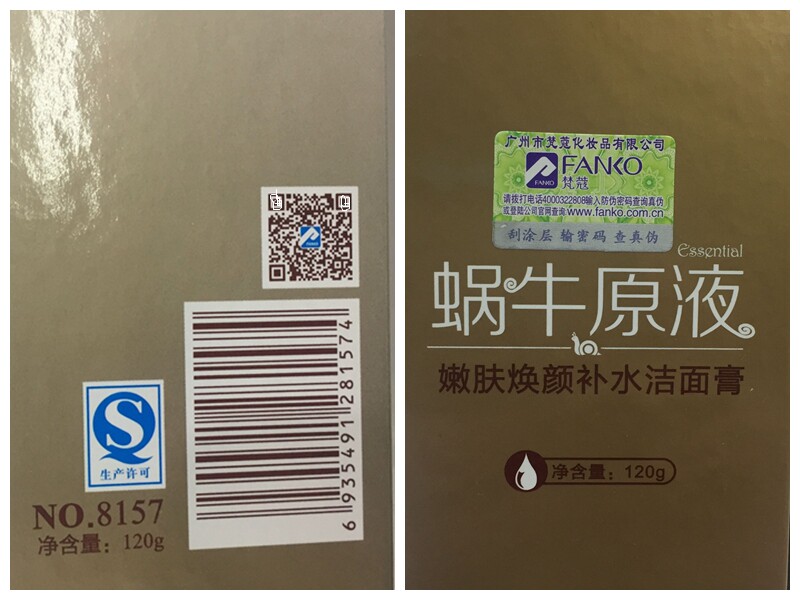 6 935491 281574
生产许可
NO.8157
净含量：120g
广州市梵蔻化妆品有限公司
FANKO
FANKO
梵蔻
请拨打电话4000322808输入防伪密码查询真伪
或登陆公司官网查询www.fanko.com.cn
刮涂层 输密码 查真伪
Essential
蜗牛原液
嫩肤焕颜补水洁面膏
净含量：120g